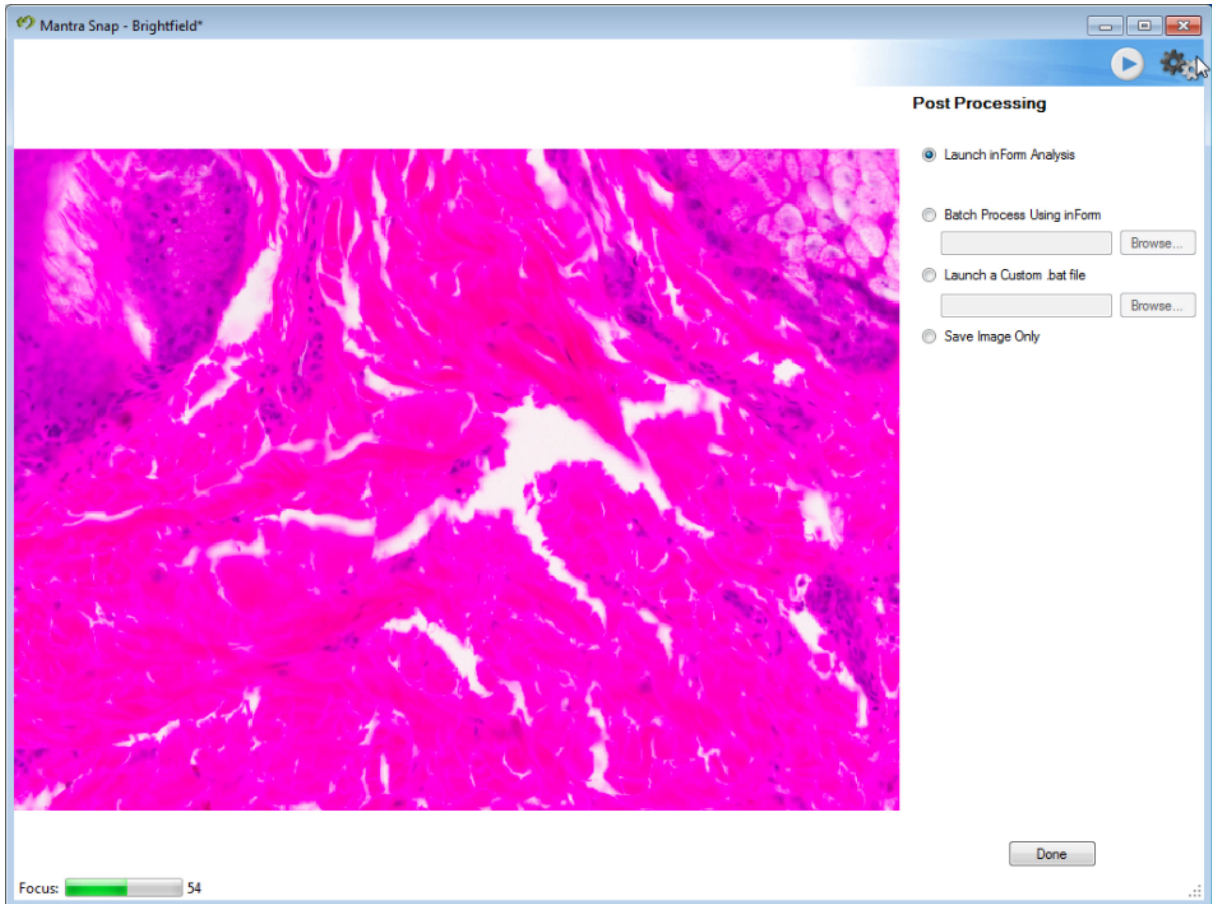 Mantra Snap - Brightfield*
Post Processing
Launch inForm Analysis
Batch Process Using inForm
Browse...
Launch a Custom .bat file
Browse...
Save Image Only
Done
Focus: 54